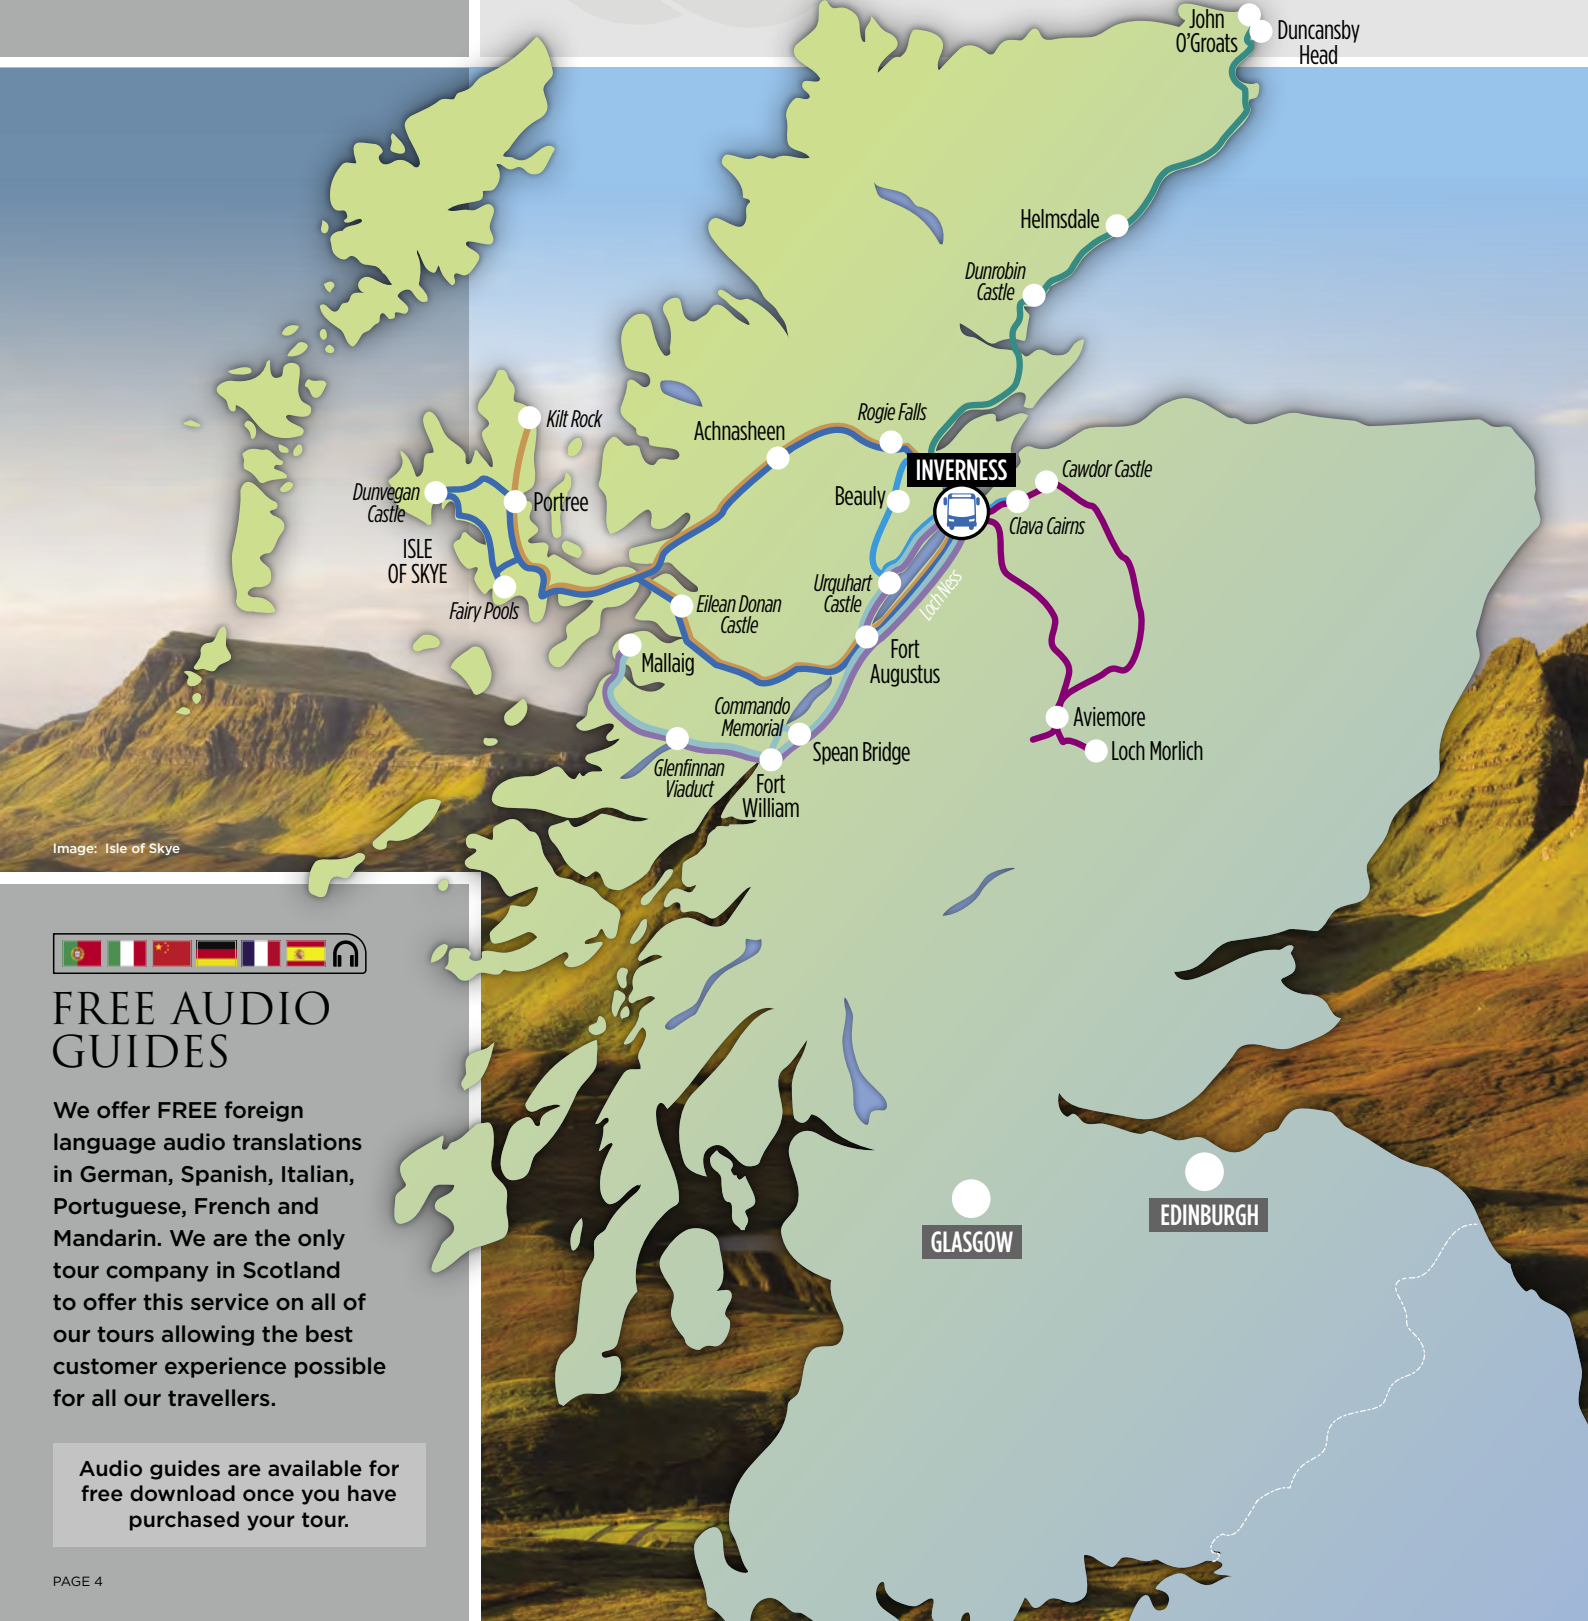 John
O'Groats
Duncansby
Head
Helmsdale
Dunrobin
Castle
Kilt Rock
Rogie Falls
Achnasheen
INVERNESS
Cawdor Castle
Dunvegan
Castle
Portree
Beauly
Clava Cairns
ISLE
OF SKYE
Fairy Pools
Urquhart
Castle
Loch Ness
Eilean Donan
Castle
Mallaig
Fort
Augustus
Commando
Memorial
Aviemore
Spean Bridge
Loch Morlich
Glenfinnan
Viaduct
Fort
William
Image: Isle of Skye
FREE AUDIO
GUIDES
We offer FREE foreign
language audio translations
in German, Spanish, Italian,
Portuguese, French and
Mandarin. We are the only
tour company in Scotland
to offer this service on all of
our tours allowing the best
customer experience possible
for all our travellers.
Audio guides are available for
free download once you have
purchased your tour.
GLASGOW
EDINBURGH
PAGE 4